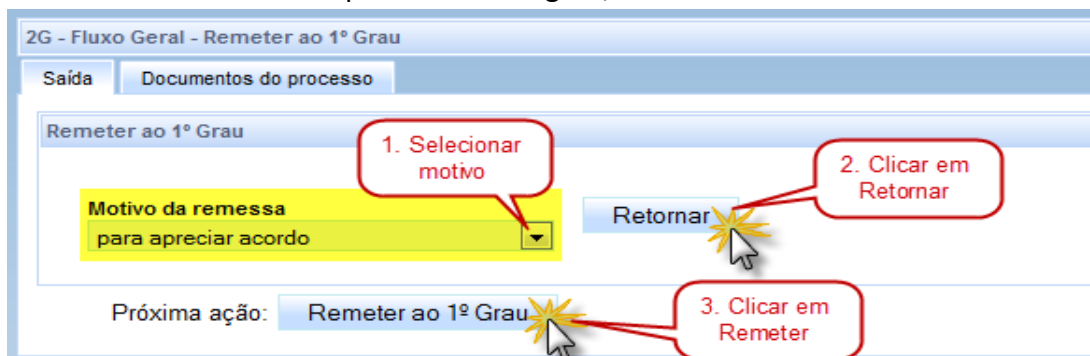 2G - Fluxo Geral - Remeter ao 1º Grau
Saída Documentos do processo
Remeter ao 1º Grau
1. Selecionar
motivo
2. Clicar em
Retornar
Motivo da remessa
para apreciar acordo
Retornar
Próxima ação: Remeter ao 1º Grau
3. Clicar em
Remeter